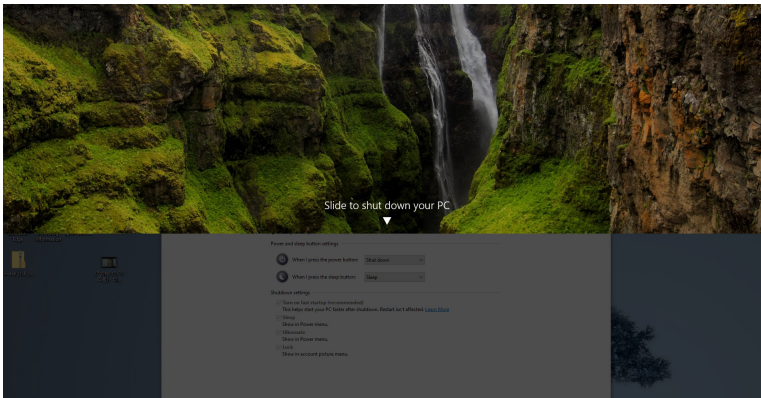 Slide to shut down your PC
Power and sleep button settings
When I press the power button: Shut down
When I press the sleep button: Sleep
Shutdown settings
Turn on fast startup (recommended)
This helps start your PC faster after shutdown. Restart isn't affected. Learn More
Sleep
Show in Power menu.
Hibernate
Show in Power menu.
Lock
Show in account picture menu.